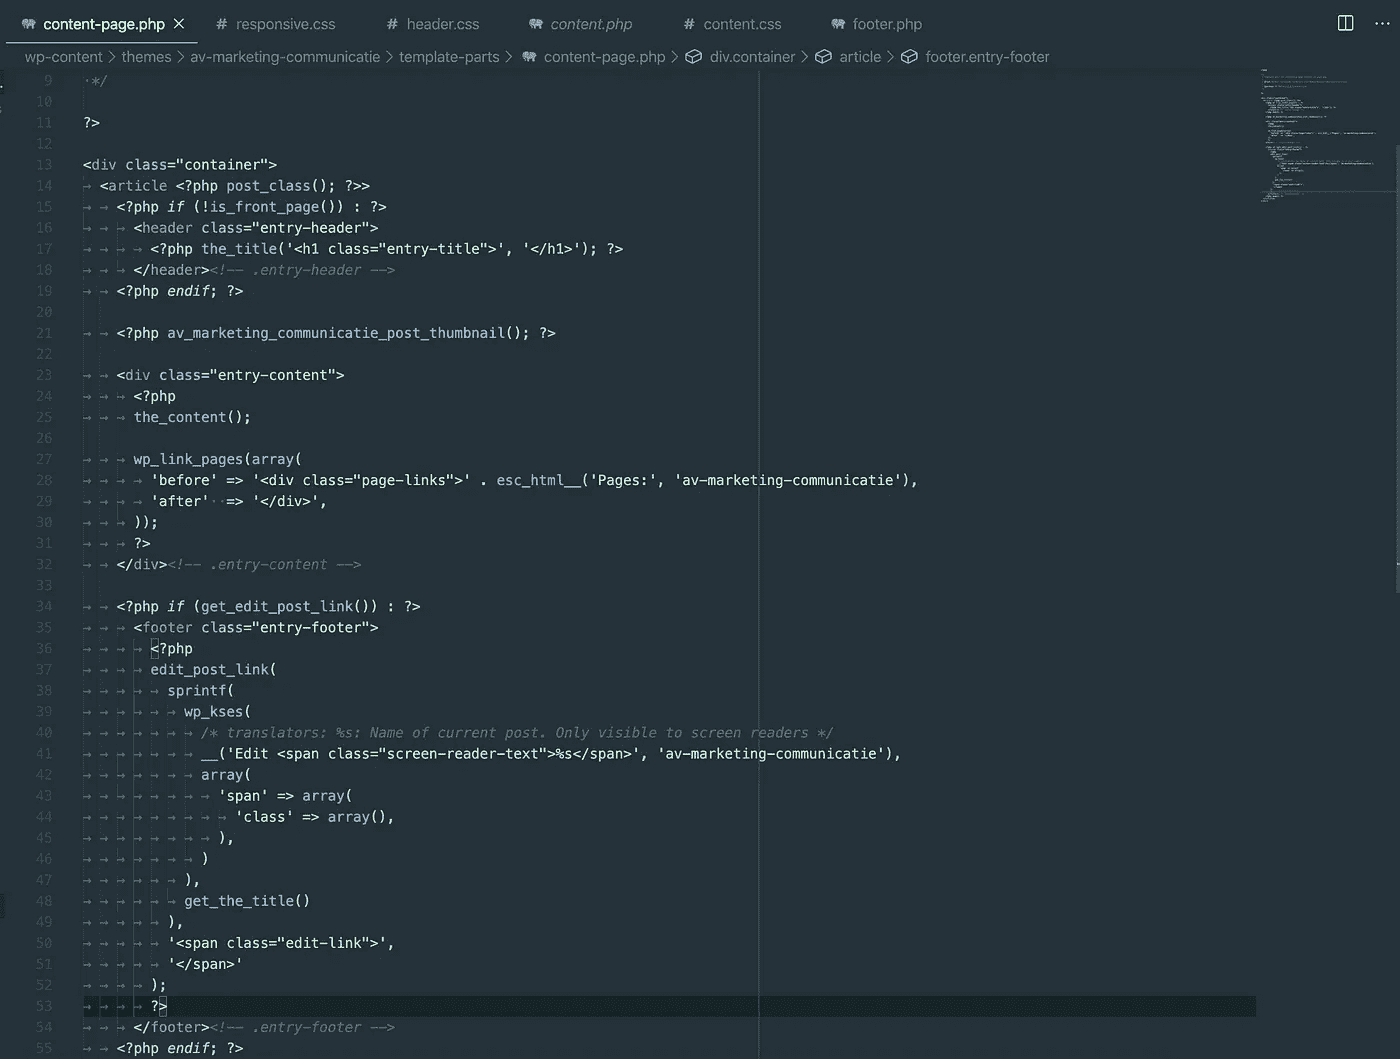 content-page.php
responsive.css
header.css
content.php
content.css
footer.php
wp-content > themes > av-marketing-communicatie > template-parts > content-page.php > div.container > article > footer.entry-footer
9 */
10
11 ?>
12
13 <div class="container">
14 <article <?php post_class(); ?>>
15 <?php if (!is_front_page()) : ?>
16 <header class="entry-header">
17 <?php the_title('<h1 class="entry-title">', '</h1>'); ?>
18 </header><!-- .entry-header -->
19 <?php endif; ?>
20
21 <?php av_marketing_communicatie_post_thumbnail(); ?>
22
23 <div class="entry-content">
24 <?php
25 the_content();
26
27 wp_link_pages(array(
28 'before' => '<div class="page-links">' . esc_html__('Pages:', 'av-marketing-communicatie'),
29 'after' => '</div>',
30 ));
31 ?>
32 </div><!-- .entry-content -->
33
34 <?php if (get_edit_post_link()) : ?>
35 <footer class="entry-footer">
36 <?php
37 edit_post_link(
38 sprintf(
39 wp_kses(
40 /* translators: %s: Name of current post. Only visible to screen readers */
41 __('Edit <span class="screen-reader-text">%s</span>', 'av-marketing-communicatie'),
42 array(
43 'span' => array(
44 'class' => array(),
45 ),
46 )
47 ),
48 get_the_title()
49 ),
50 '<span class="edit-link">',
51 '</span>'
52 );
53 ?>
54 </footer><!-- .entry-footer -->
55 <?php endif; ?>